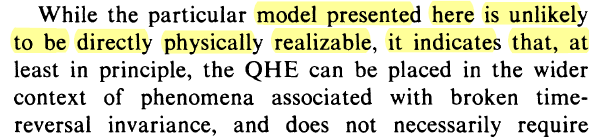 While the particular model presented here is unlikely
to be directly physically realizable, it indicates that, at
least in principle, the QHE can be placed in the wider
context of phenomena associated with broken time-
reversal invariance, and does not necessarily require